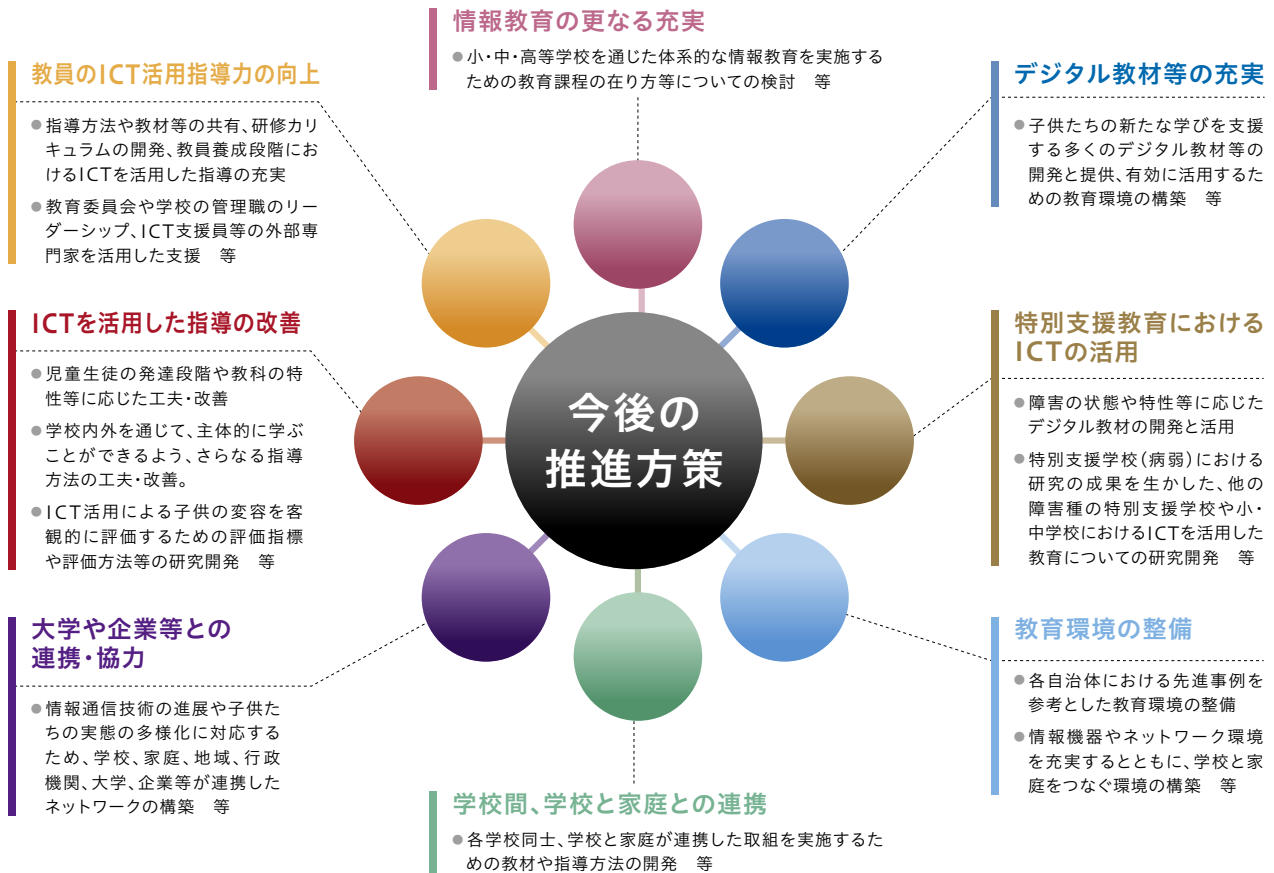 情報教育の更なる充実
●小・中・高等学校を通じた体系的な情報教育を実施する
ための教育課程の在り方等についての検討　等
教員のICT活用指導力の向上
●指導方法や教材等の共有、研修カリ
キュラムの開発、教員養成段階にお
けるICTを活用した指導の充実
●教育委員会や学校の管理職のリー
ダーシップ、ICT支援員等の外部専
門家を活用した支援　等
デジタル教材等の充実
●子供たちの新たな学びを支援
する多くのデジタル教材等の
開発と提供、有効に活用するた
めの教育環境の構築　等
ICTを活用した指導の改善
●児童生徒の発達段階や教科の特
性等に応じた工夫・改善
●学校内外を通じて、主体的に学ぶ
ことができるよう、さらなる指導
方法の工夫・改善。
●ICT活用による子供の変容を客
観的に評価するための評価指標
や評価方法等の研究開発　等
今後の
推進方策
特別支援教育における
ICTの活用
●障害の状態や特性等に応じた
デジタル教材の開発と活用
●特別支援学校(病弱)における
研究の成果を生かした、他の
障害種の特別支援学校や小・
中学校におけるICTを活用した
教育についての研究開発　等
大学や企業等との
連携・協力
●情報通信技術の進展や子供た
ちの実態の多様化に対応する
ため、学校、家庭、地域、行政
機関、大学、企業等が連携した
ネットワークの構築　等
教育環境の整備
●各自治体における先進事例を
参考とした教育環境の整備
●情報機器やネットワーク環境
を充実するとともに、学校と家
庭をつなぐ環境の構築　等
学校間、学校と家庭との連携
●各学校同士、学校と家庭が連携した取組を実施するた
めの教材や指導方法の開発　等